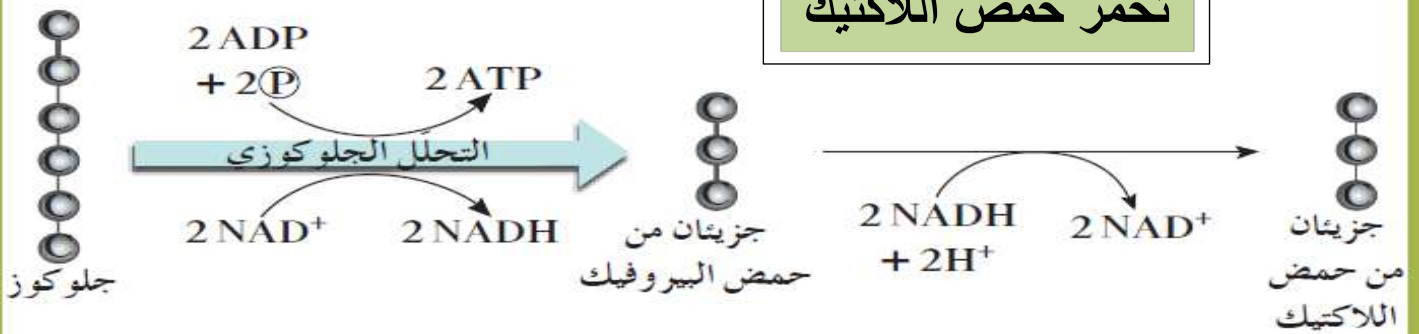 تخمر حمض اللاكتيك
2 ADP
+ 2Ⓟ
2 ATP
التحلّل الجلوكوزي
2 NAD⁺
2 NADH
C
C
C
C
C
C
جلوكوز
C
C
C
جزيئان من
حمض البيروفيك
2 NADH
+ 2H⁺
2 NAD⁺
C
C
C
جزيئان
من حمض
اللاكتيك